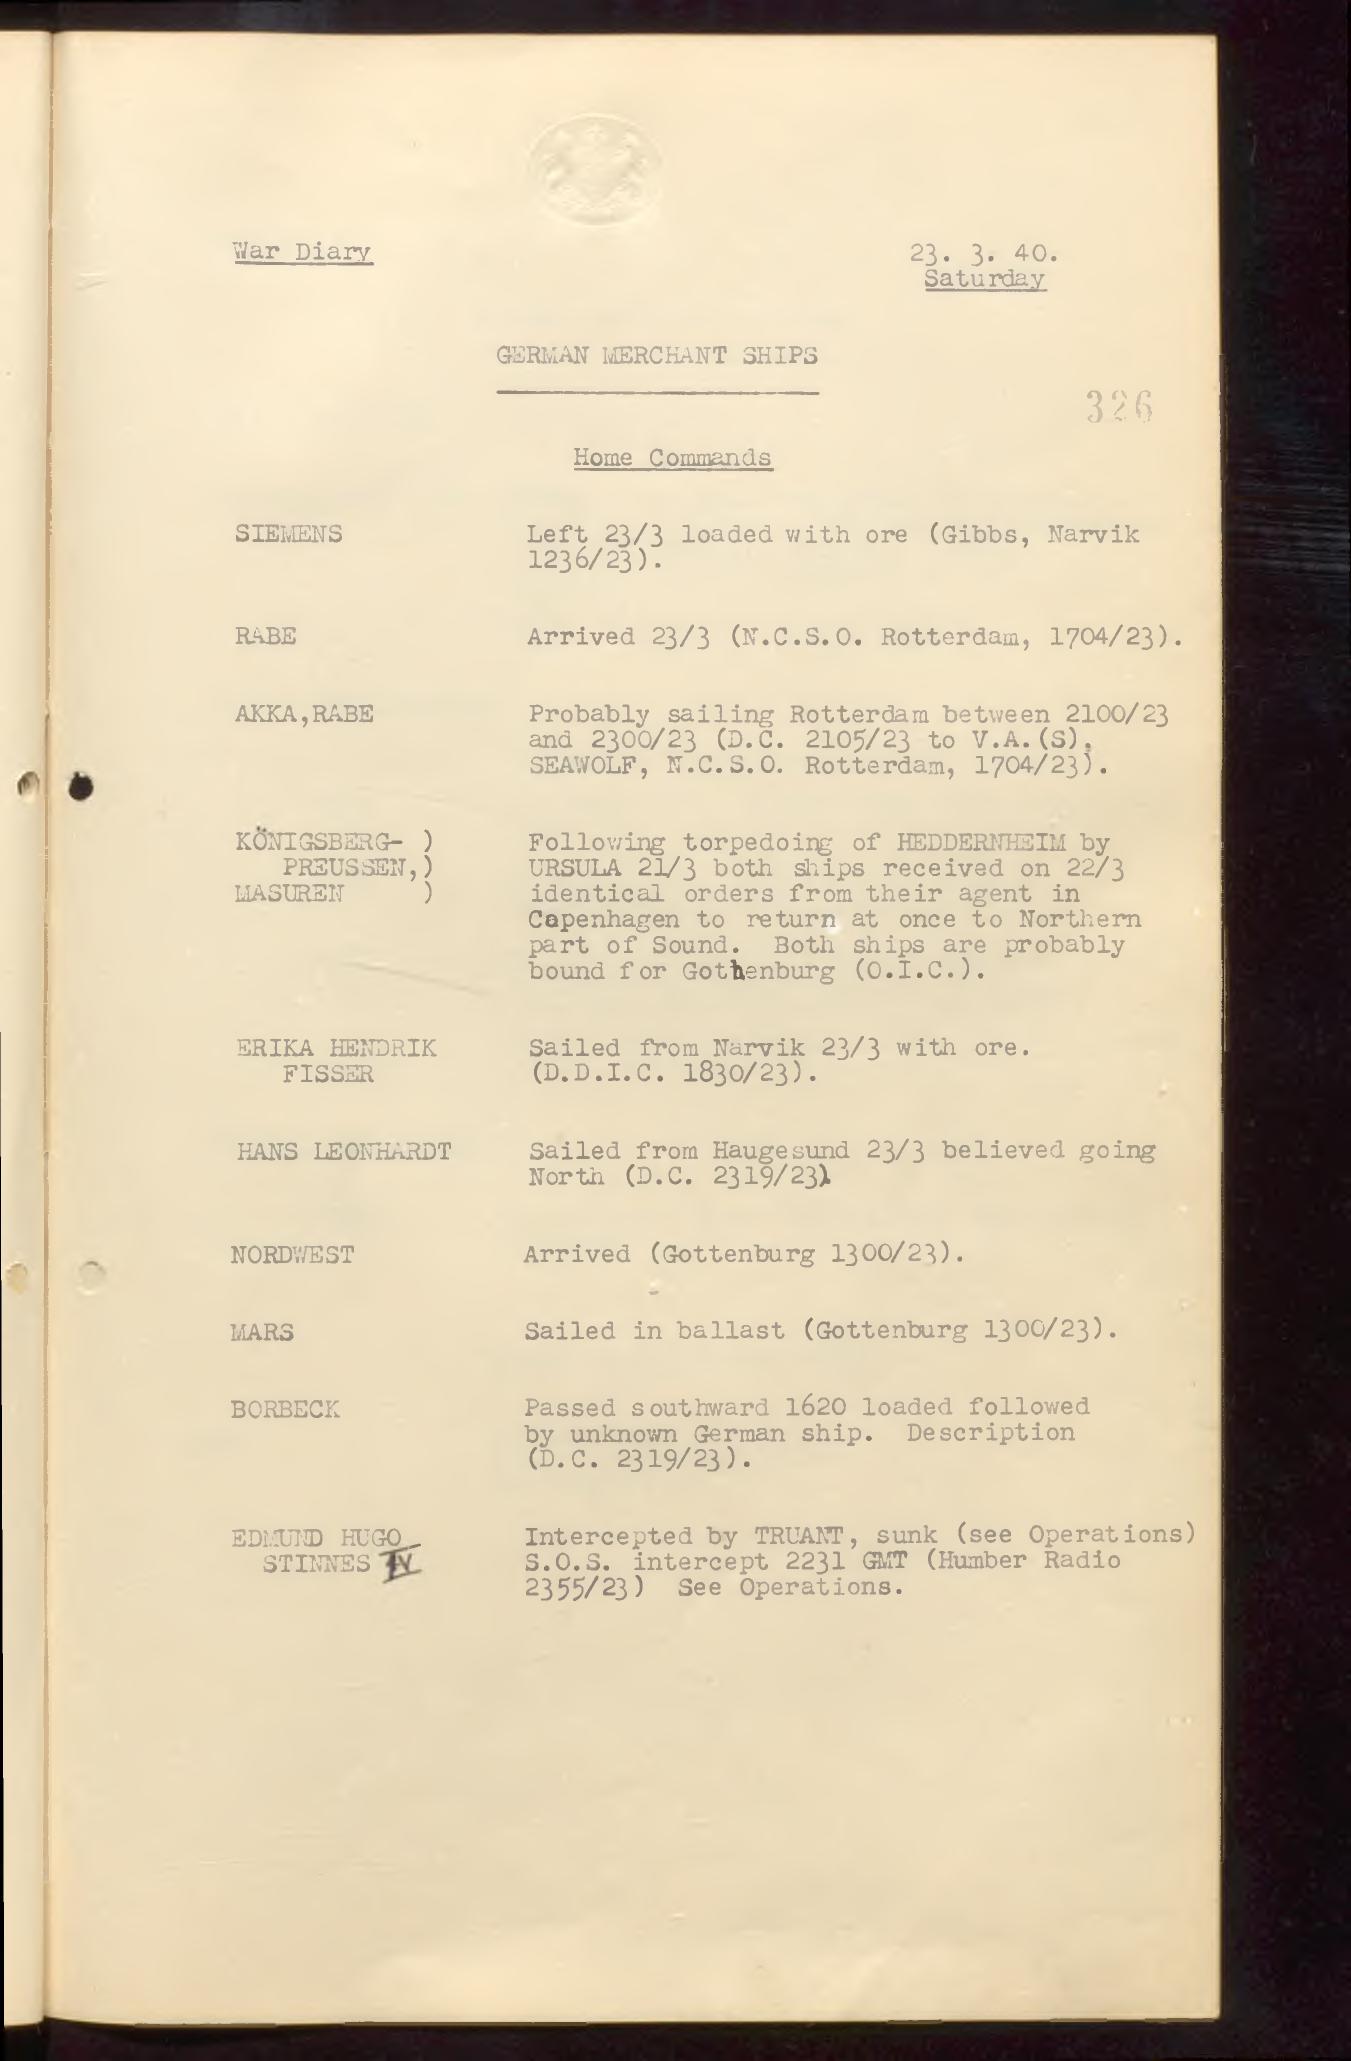 War Diary 23. 3. 40.
Saturday
GERMAN MERCHANT SHIPS
326
Home Commands
SIEMENS Left 23/3 loaded with ore (Gibbs, Narvik
1236/23).
RABE Arrived 23/3 (N.C.S.O. Rotterdam, 1704/23).
AKKA,RABE Probably sailing Rotterdam between 2100/23
and 2300/23 (D.C. 2105/23 to V.A.(S),
SEAWOLF, N.C.S.O. Rotterdam, 1704/23).
KÖNIGSBERG- ) Following torpedoing of HEDDERNHEIM by
PREUSSEN,) URSULA 21/3 both ships received on 22/3
MASUREN ) identical orders from their agent in
Copenhagen to return at once to Northern
part of Sound. Both ships are probably
bound for Gothenburg (O.I.C.).
ERIKA HENDRIK Sailed from Narvik 23/3 with ore.
FISSER (D.D.I.C. 1830/23).
HANS LEONHARDT Sailed from Haugesund 23/3 believed going
North (D.C. 2319/23).
NORDWEST Arrived (Gottenburg 1300/23).
MARS Sailed in ballast (Gottenburg 1300/23).
BORBECK Passed southward 1620 loaded followed
by unknown German ship. Description
(D.C. 2319/23).
EDMUND HUGO Intercepted by TRUANT, sunk (see Operations)
STINNES IV S.O.S. intercept 2231 GMT (Humber Radio
2355/23) See Operations.